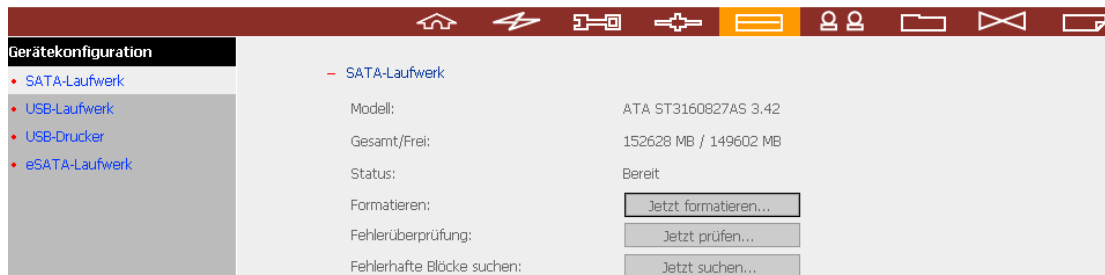 Gerätekonfiguration
SATA-Laufwerk
USB-Laufwerk
USB-Drucker
eSATA-Laufwerk
– SATA-Laufwerk
Modell: ATA ST3160827AS 3.42
Gesamt/Frei: 152628 MB / 149602 MB
Status: Bereit
Formatieren: Jetzt formatieren...
Fehlerüberprüfung: Jetzt prüfen...
Fehlerhafte Blöcke suchen: Jetzt suchen...